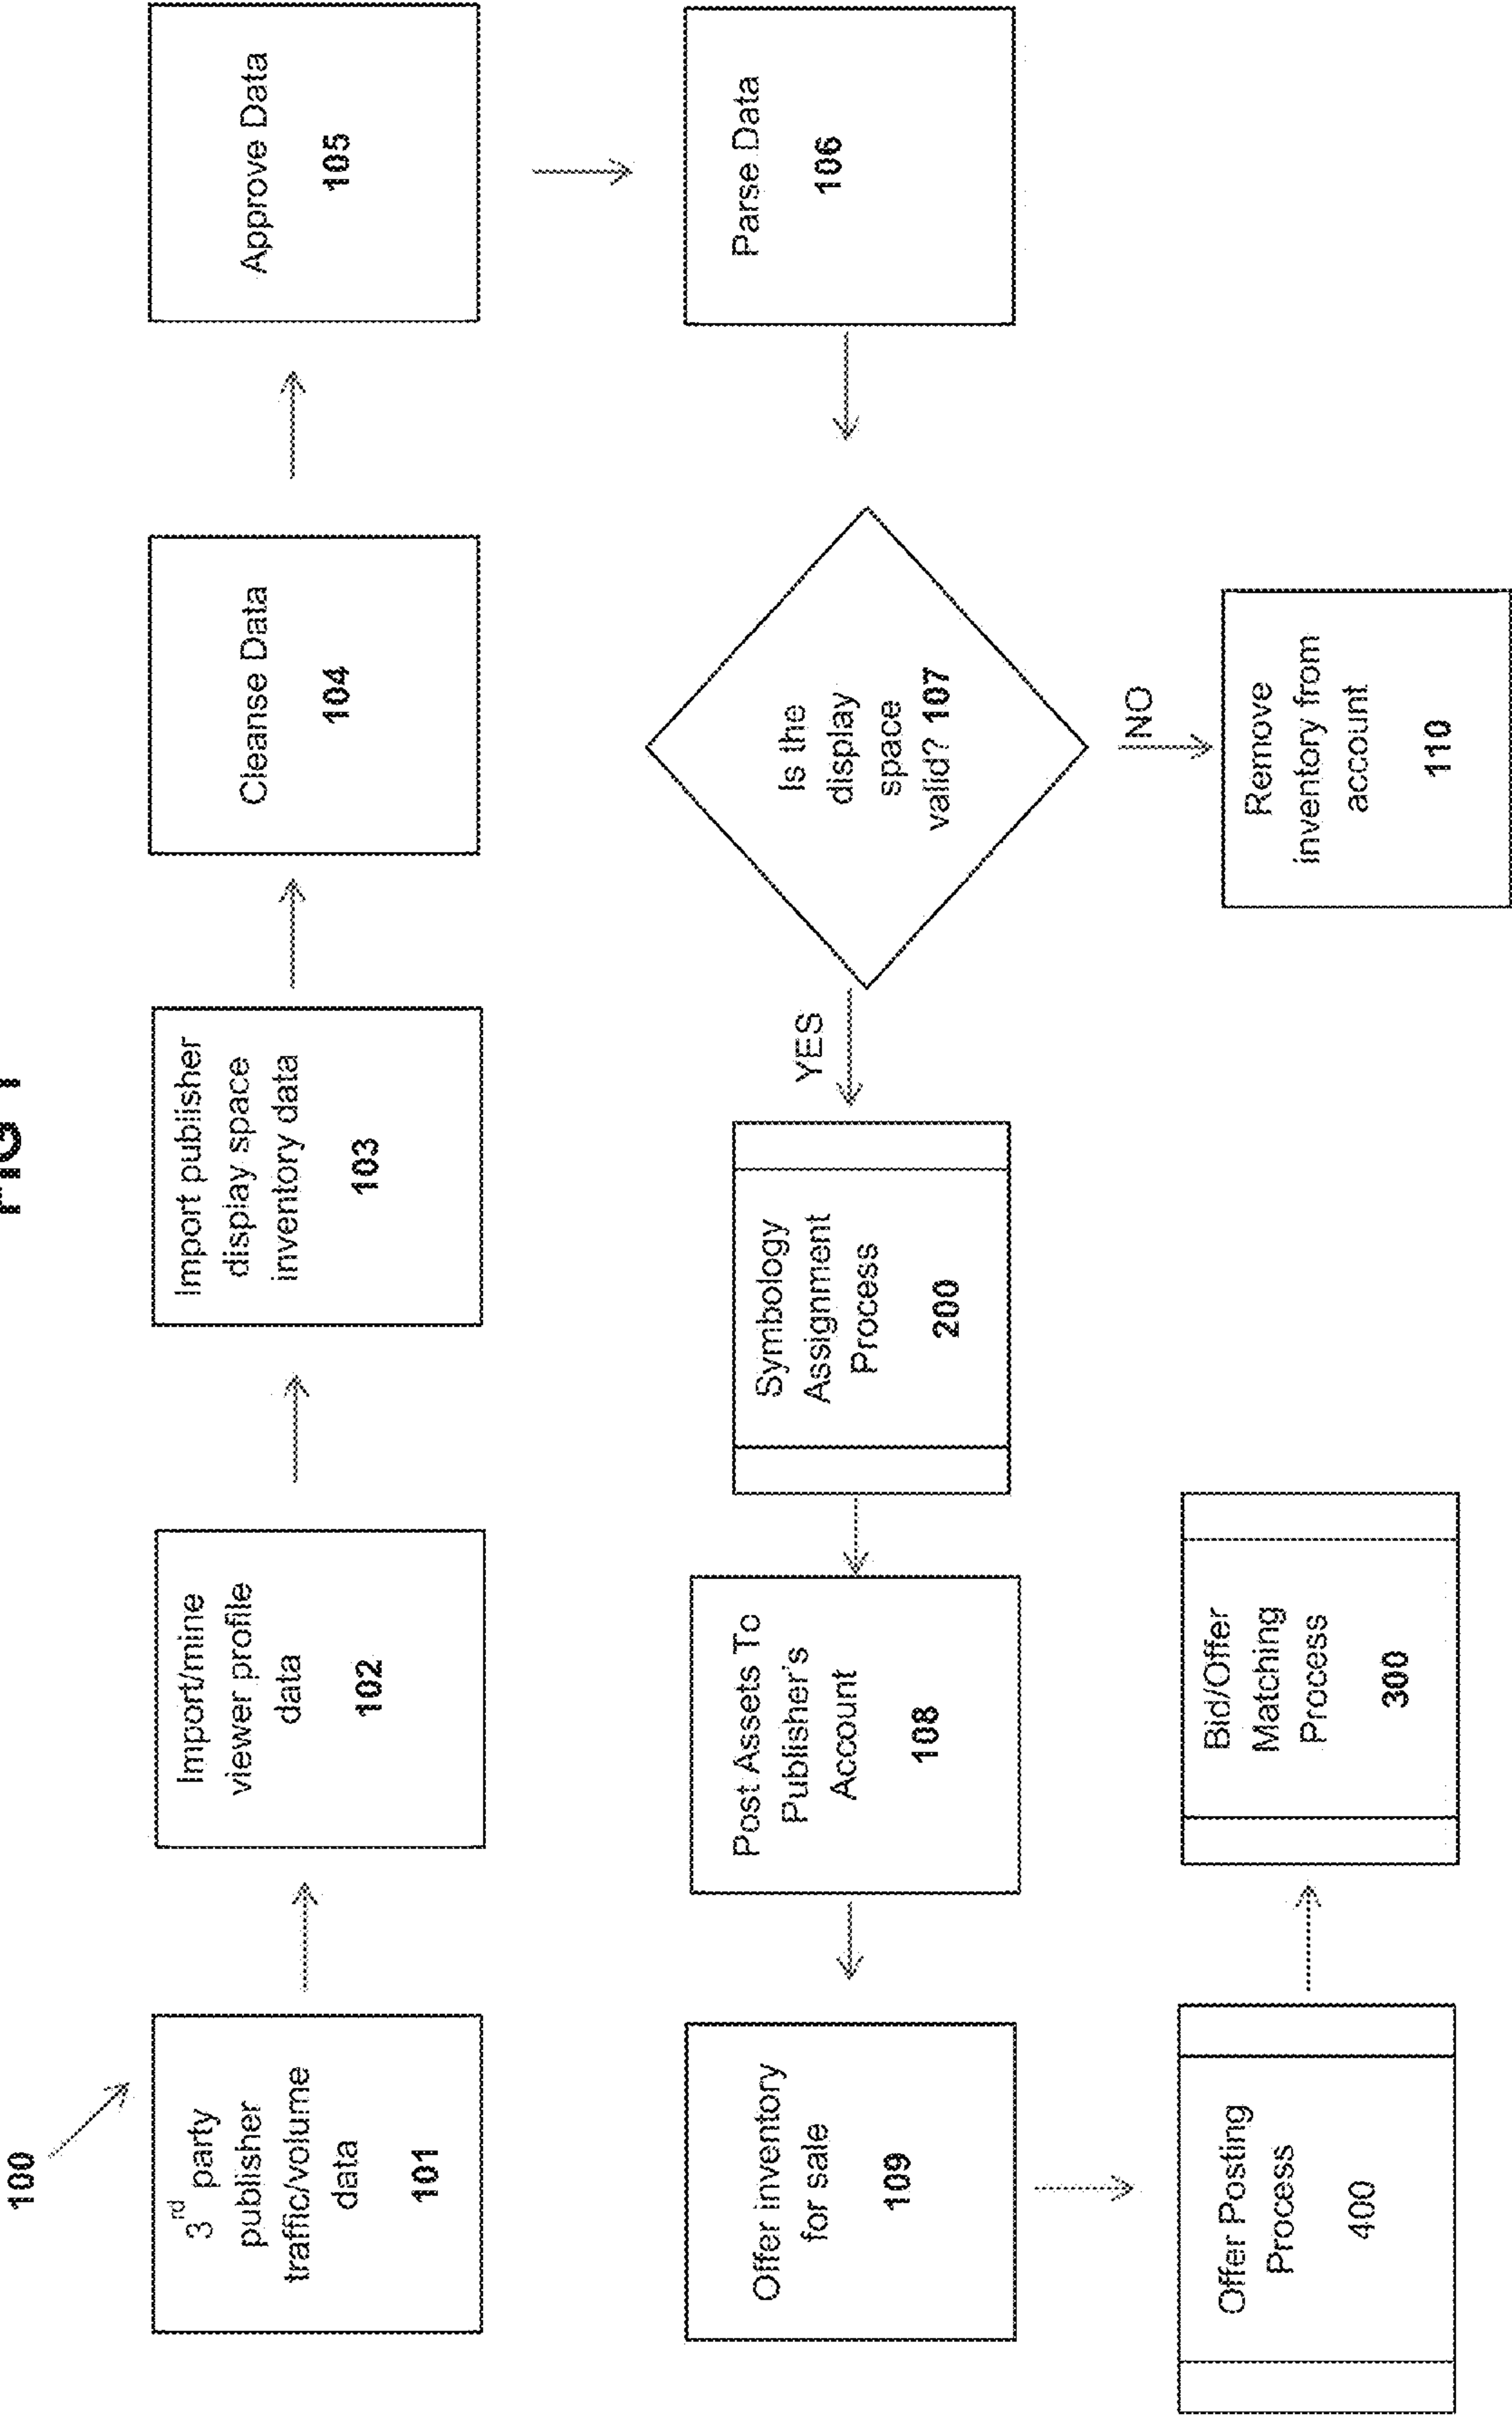 FIG 1
100
3rd party
publisher
traffic/volume
data
101
Import/mine
viewer profile
data
102
Import publisher
display space
inventory data
103
Cleanse Data
104
Approve Data
105
Parse Data
106
Is the
display
space
valid? 107
NO
Remove
inventory from
account
110
YES
Symbology
Assignment
Process
200
Post Assets To
Publisher's
Account
108
Offer inventory
for sale
109
Offer Posting
Process
400
Bid/Offer
Matching
Process
300